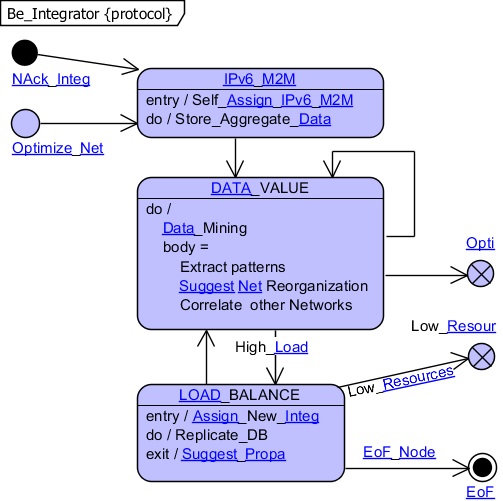 Be_Integrator {protocol}
NAck_Integ
IPv6_M2M
entry / Self_Assign_IPv6_M2M
do / Store_Aggregate_Data
Optimize_Net
DATA_VALUE
do /
Data_Mining
body =
Extract patterns
Suggest Net Reorganization
Correlate other Networks
Opti
High_Load
Low_Resour
LOAD_BALANCE
entry / Assign_New_Integ
do / Replicate_DB
exit / Suggest_Propa
Low_Resources
EoF_Node
EoF